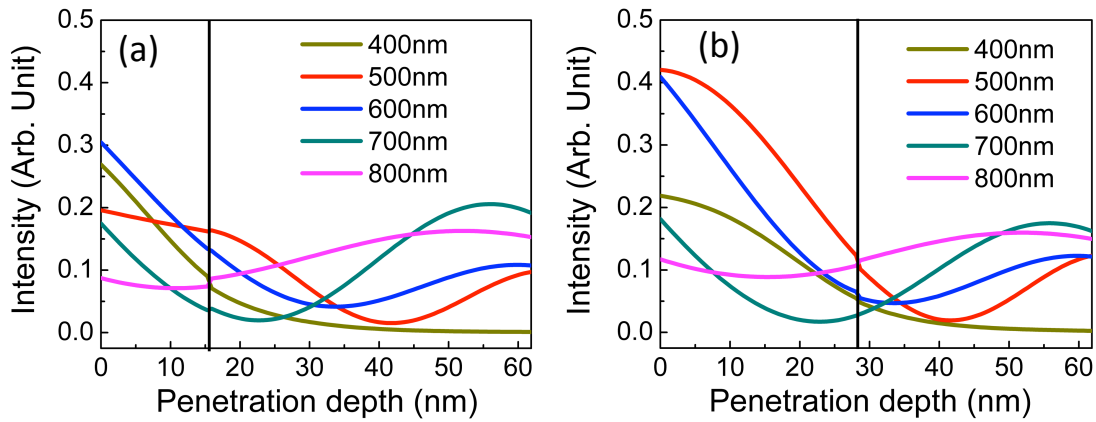 (a)
Intensity (Arb. Unit)
0.5
0.4
0.3
0.2
0.1
0.0
400nm
500nm
600nm
700nm
800nm
0 10 20 30 40 50 60
Penetration depth (nm)
(b)
Intensity (Arb. Unit)
0.5
0.4
0.3
0.2
0.1
0.0
400nm
500nm
600nm
700nm
800nm
0 10 20 30 40 50 60
Penetration depth (nm)